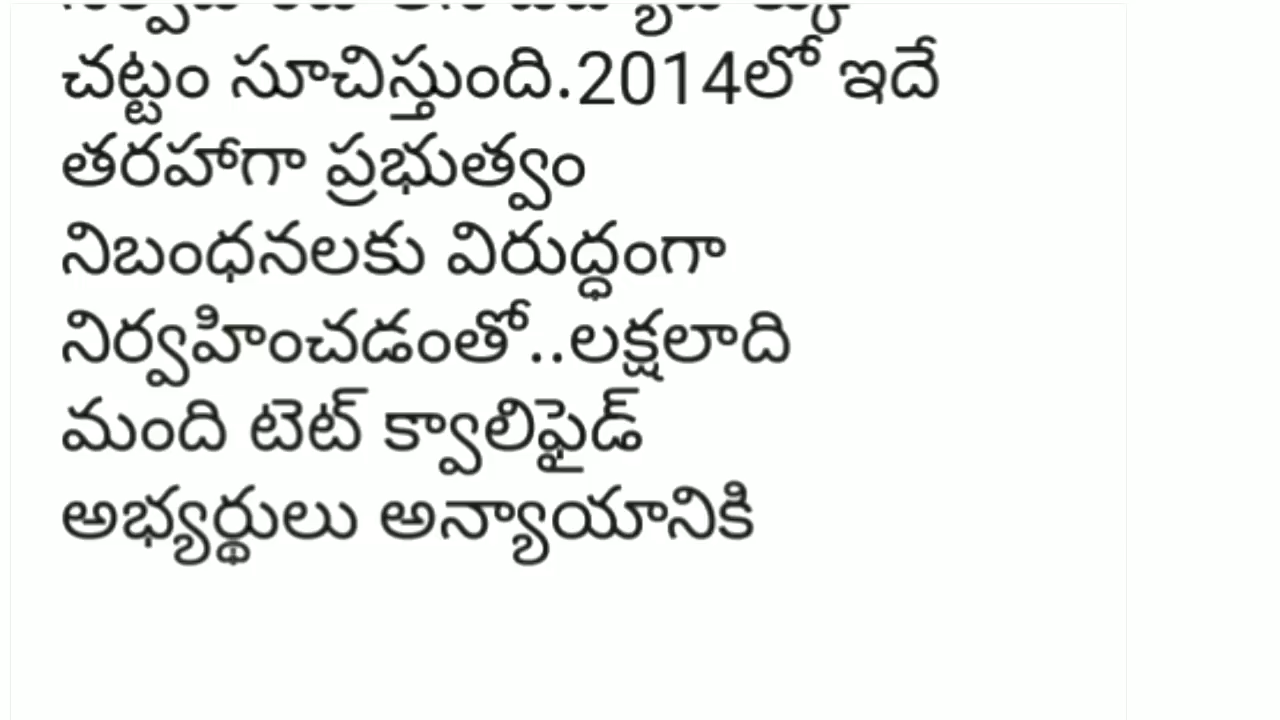 చట్టం సూచిస్తుంది.2014లో ఇదే
తరహాగా ప్రభుత్వం
నిబంధనలకు విరుద్ధంగా
నిర్వహించడంతో..లక్షలాది
మంది టెట్ క్వాలిఫైడ్
అభ్యర్థులు అన్యాయానికి